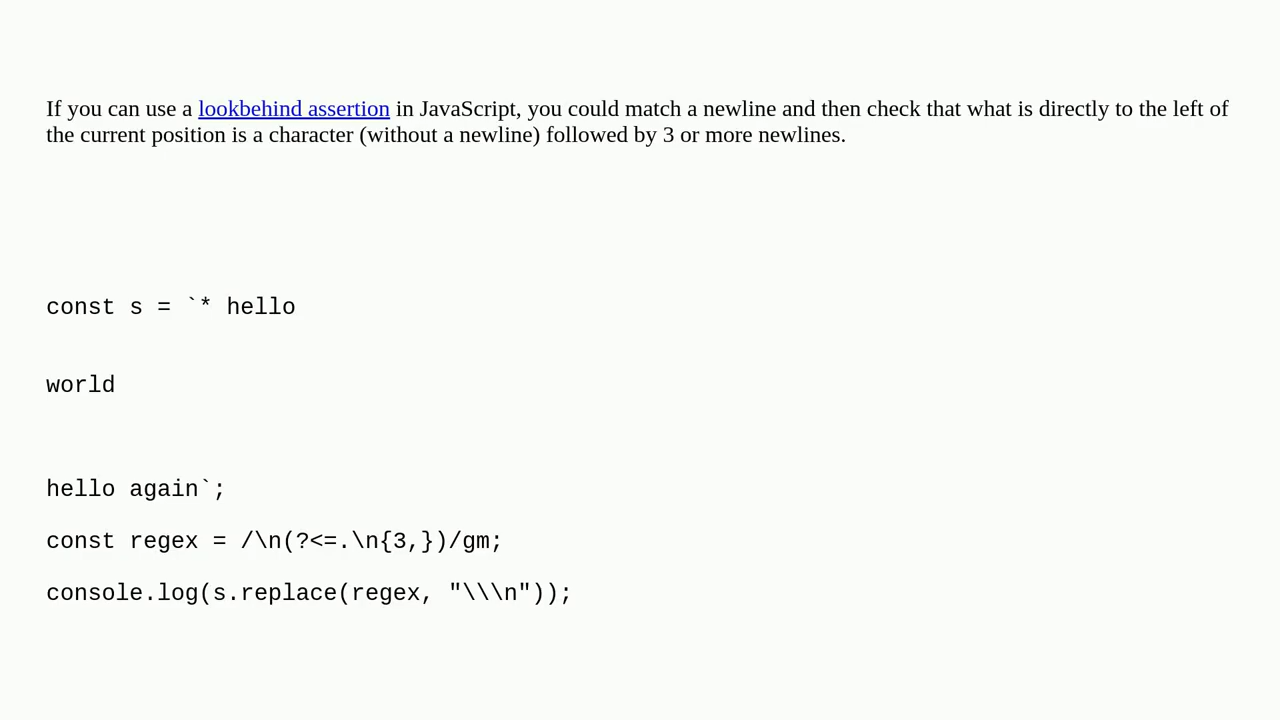 If you can use a lookbehind assertion in JavaScript, you could match a newline and then check that what is directly to the left of
the current position is a character (without a newline) followed by 3 or more newlines.
const s = `* hello
world
hello again`;
const regex = /\n(?<=.\n{3,})/gm;
console.log(s.replace(regex, "\\\n"));